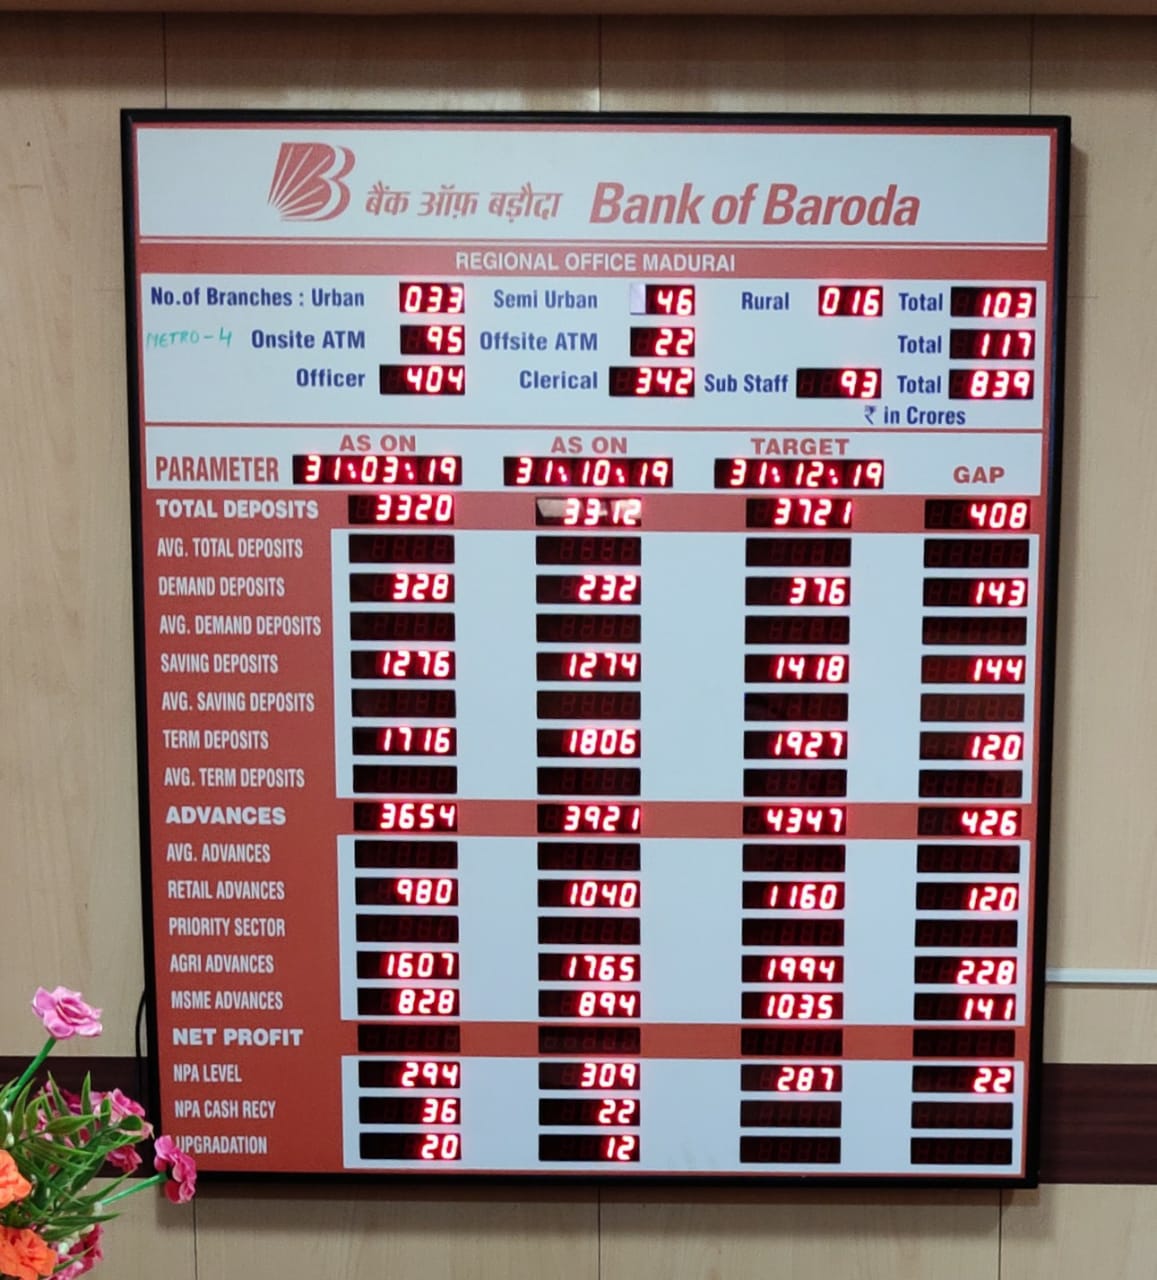 बैंक ऑफ़ बड़ौदा Bank of Baroda
REGIONAL OFFICE MADURAI
No.of Branches : Urban 033 Semi Urban 46 Rural 016 Total 103
METRO-4 Onsite ATM 95 Offsite ATM 22 Total 117
Officer 404 Clerical 342 Sub Staff 93 Total 839
₹ in Crores
AS ON AS ON TARGET
PARAMETER 31:03:19 31:10:19 31:12:19 GAP
TOTAL DEPOSITS 3320 3312 3721 408
AVG. TOTAL DEPOSITS
DEMAND DEPOSITS 328 232 376 143
AVG. DEMAND DEPOSITS
SAVING DEPOSITS 1276 1274 1418 144
AVG. SAVING DEPOSITS
TERM DEPOSITS 1716 1806 1927 120
AVG. TERM DEPOSITS
ADVANCES 3654 3921 4347 426
AVG. ADVANCES
RETAIL ADVANCES 980 1040 1160 120
PRIORITY SECTOR
AGRI ADVANCES 1607 1765 1994 228
MSME ADVANCES 828 894 1035 141
NET PROFIT
NPA LEVEL 294 309 287 22
NPA CASH RECY 36 22
UPGRADATION 20 12